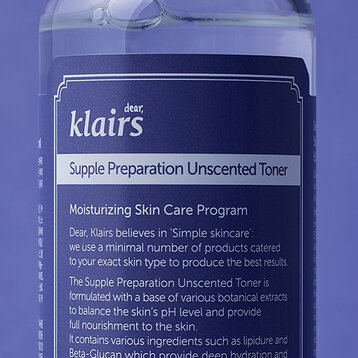 dear,
klairs
Supple Preparation Unscented Toner
Moisturizing Skin Care Program
Dear, Klairs believes in 'Simple skincare':
we use a minimal number of products catered
to your exact skin type to produce the best results.
The Supple Preparation Unscented Toner is
formulated with a base of various botanical extracts
to balance the skin's pH level and provide
full nourishment to the skin.
It contains various ingredients such as lipidure and
Beta-Glucan which provide deep hydration and